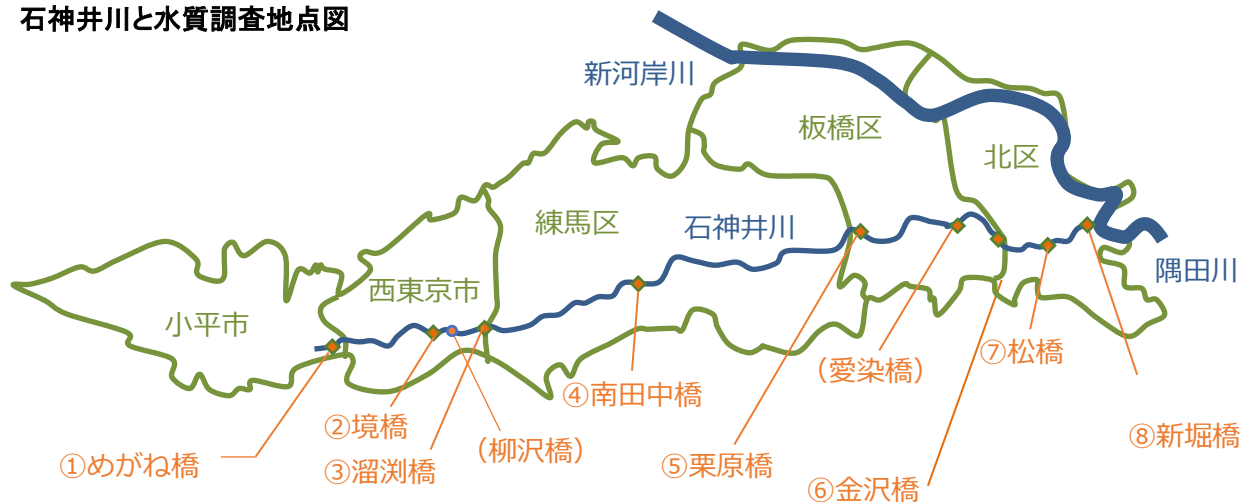 石神井川と水質調査地点図
新河岸川
板橋区
北区
練馬区
石神井川
隅田川
西東京市
小平市
⑦松橋
(愛染橋)
④南田中橋
②境橋
(柳沢橋)
⑧新堀橋
①めがね橋
③溜渕橋
⑤栗原橋
⑥金沢橋